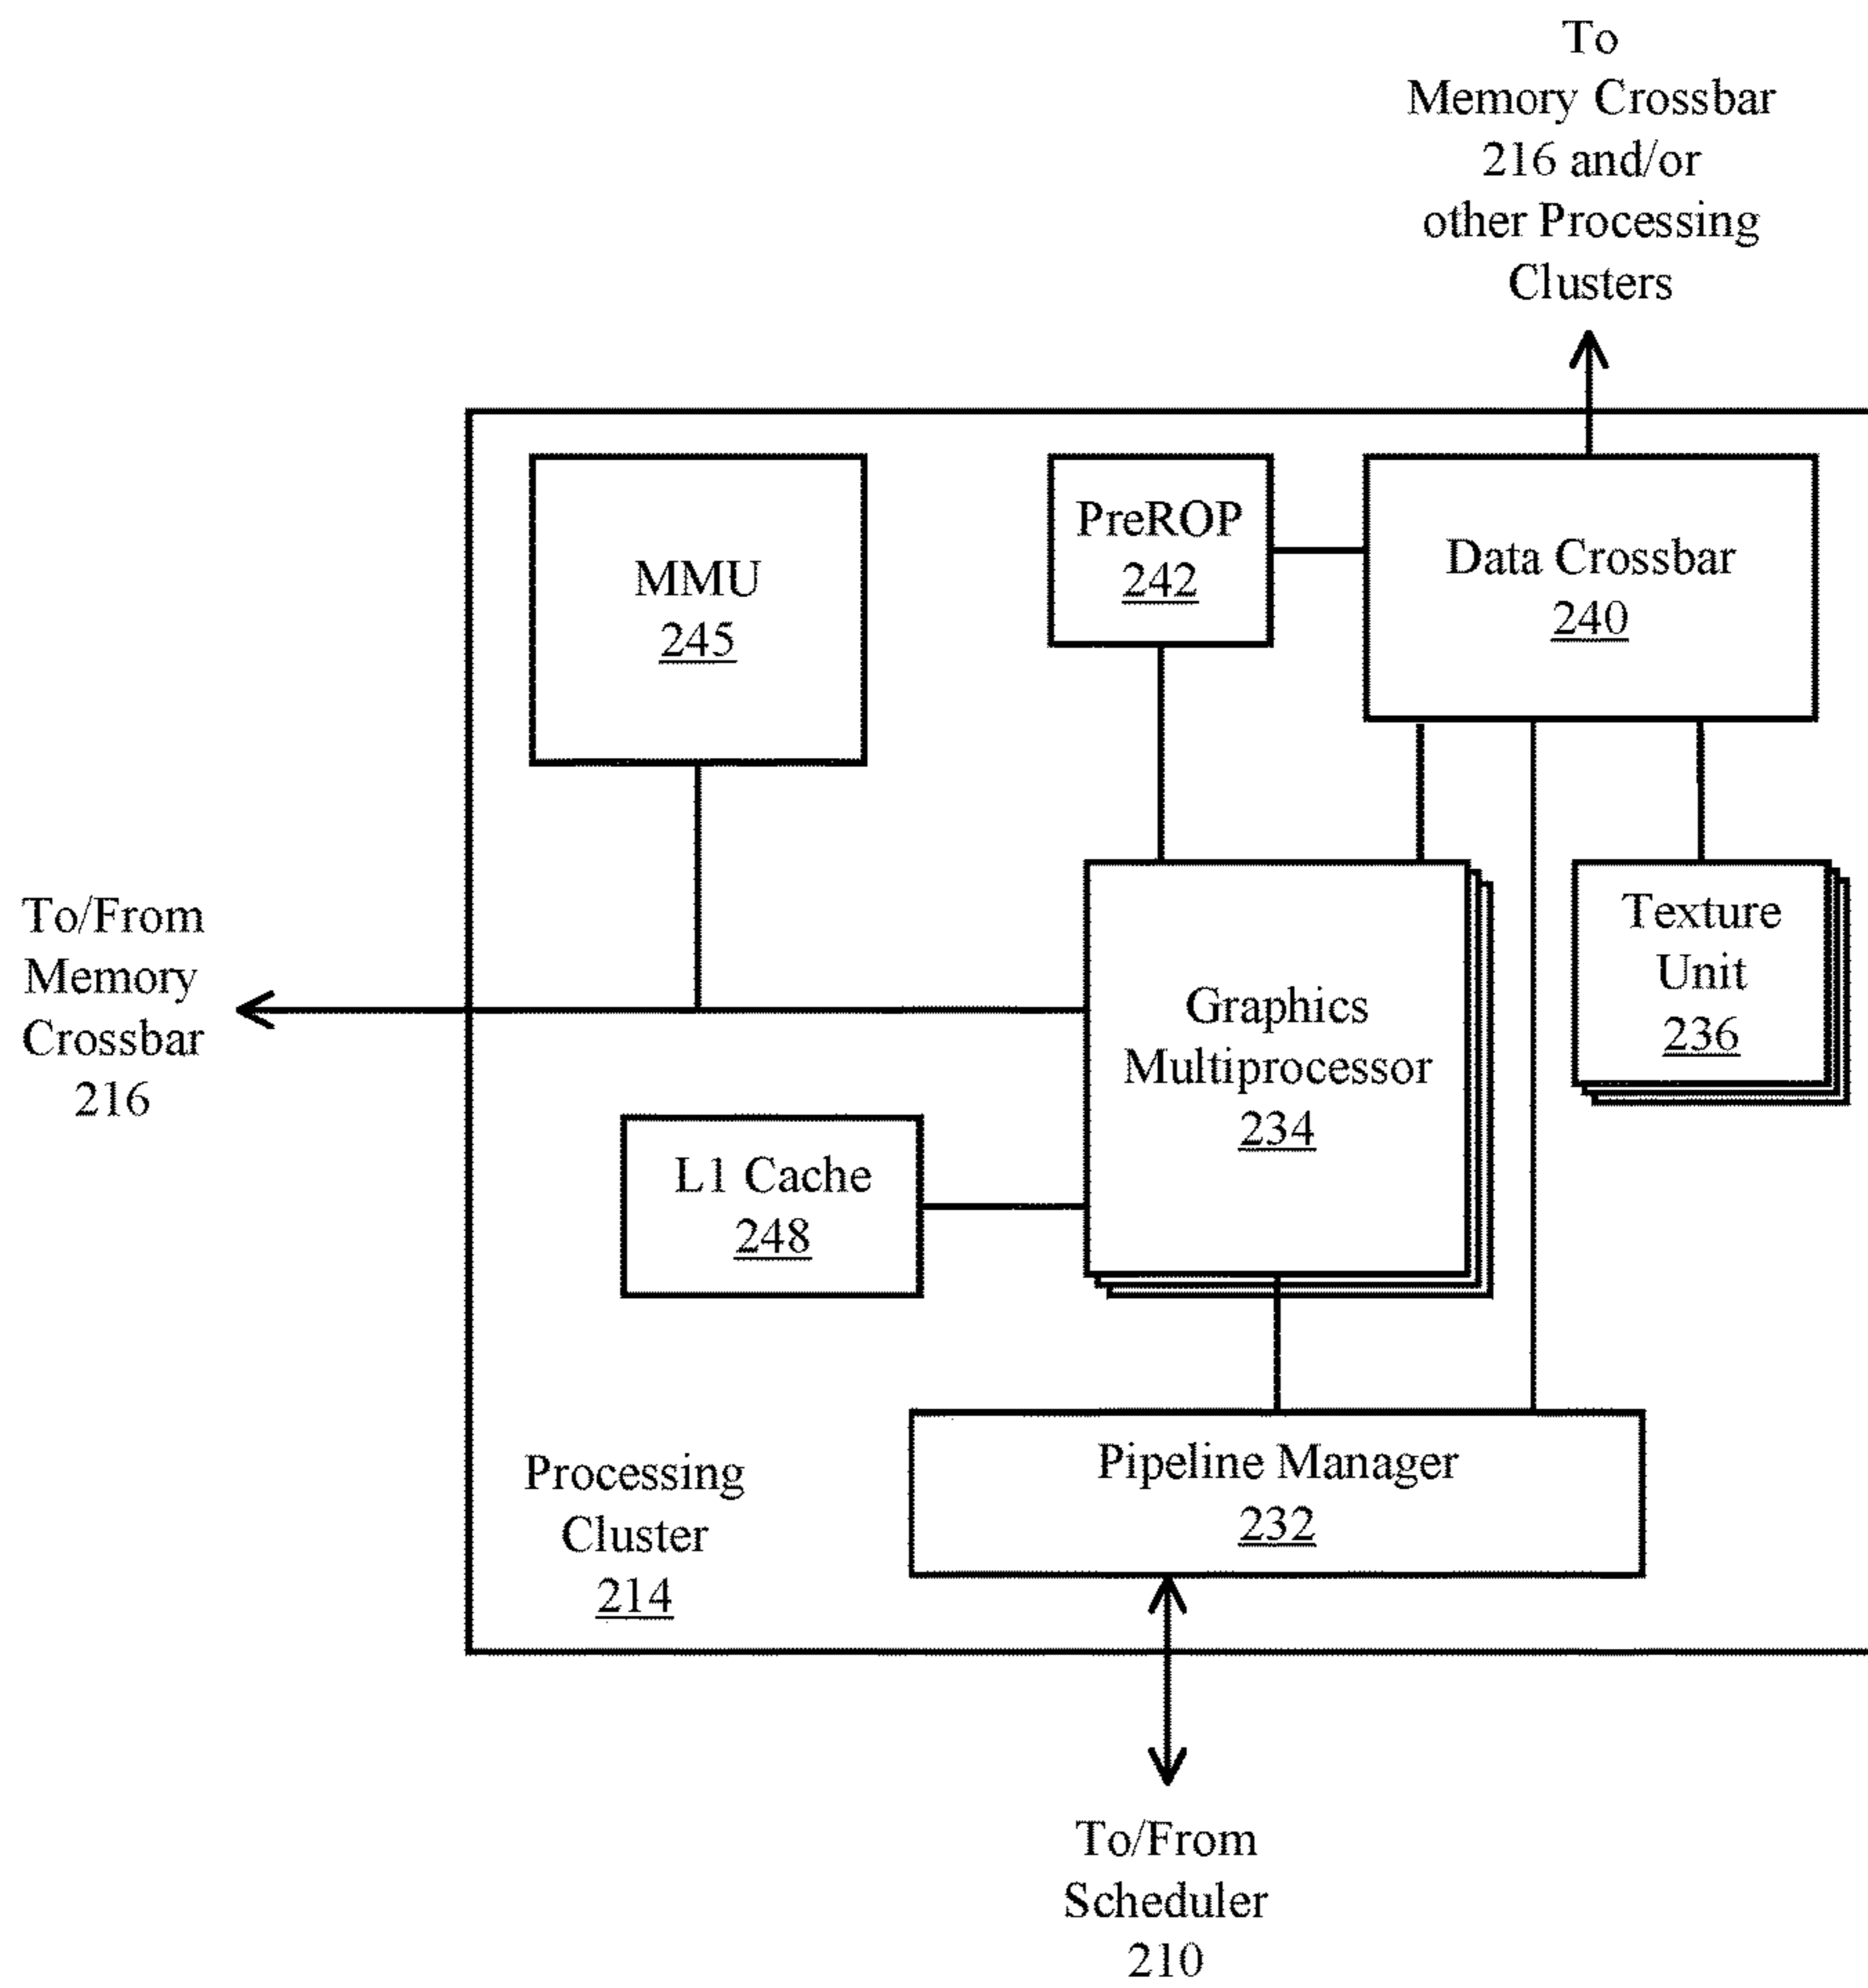 To
Memory Crossbar
216 and/or
other Processing
Clusters
MMU
245
PreROP
242
Data Crossbar
240
To/From
Memory
Crossbar
216
Graphics
Multiprocessor
234
Texture
Unit
236
L1 Cache
248
Processing
Cluster
214
Pipeline Manager
232
To/From
Scheduler
210